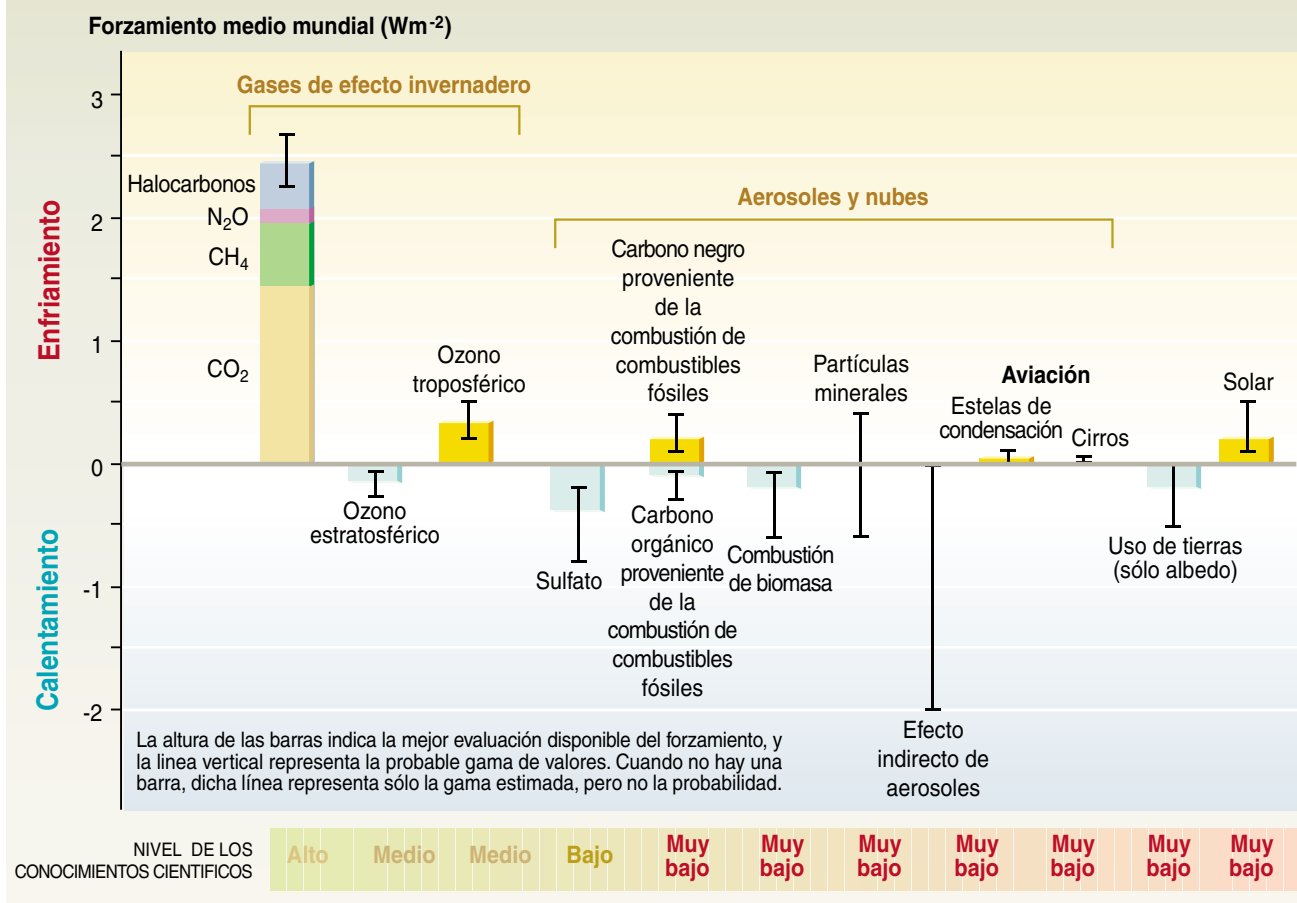 Forzamiento medio mundial (Wm-2)
Gases de efecto invernadero
3
2
1
0
-1
-2
Enfriamiento
Calentamiento
Halocarbonos
N2O
CH4
CO2
Ozono
estratosférico
Ozono
troposférico
Aerosoles y nubes
Sulfato
Carbono negro
proveniente
de la
combustión de
combustibles
fósiles
Carbono
orgánico
proveniente
de la
combustión de
combustibles
fósiles
Combustión
de biomasa
Partículas
minerales
Efecto
indirecto de
aerosoles
Aviación
Estelas de
condensación
Cirros
Uso de tierras
(sólo albedo)
Solar
La altura de las barras indica la mejor evaluación disponible del forzamiento, y
la linea vertical representa la probable gama de valores. Cuando no hay una
barra, dicha línea representa sólo la gama estimada, pero no la probabilidad.
NIVEL DE LOS
CONOCIMIENTOS CIENTIFICOS
Alto
Medio
Medio
Bajo
Muy
bajo
Muy
bajo
Muy
bajo
Muy
bajo
Muy
bajo
Muy
bajo
Muy
bajo